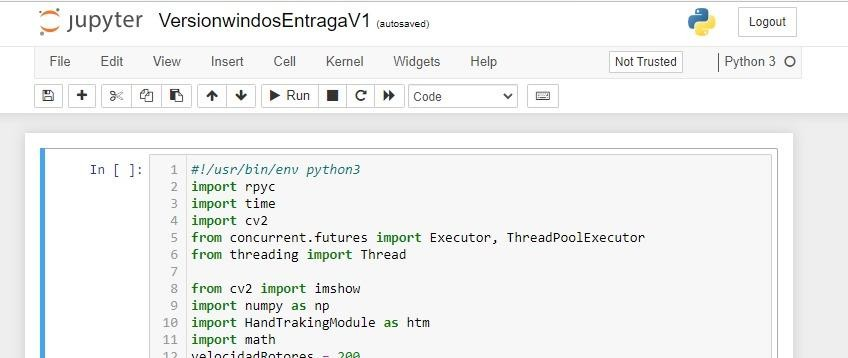 jupyter VersionwindosEntragaV1 (autosaved)
Logout
File Edit View Insert Cell Kernel Widgets Help Not Trusted Python 3
Run Code
In [ ]:
1 #!/usr/bin/env python3
2 import rpyc
3 import time
4 import cv2
5 from concurrent.futures import Executor, ThreadPoolExecutor
6 from threading import Thread
7
8 from cv2 import imshow
9 import numpy as np
10 import HandTrakingModule as htm
11 import math
12 velocidadRotores = 200